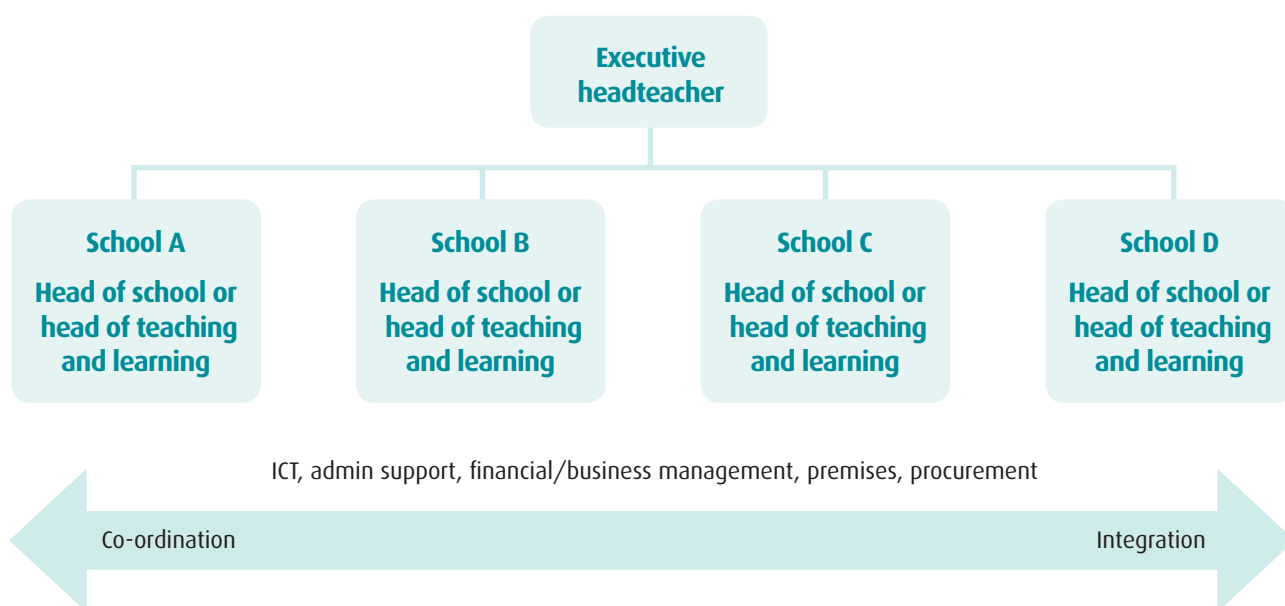 Executive
headteacher
School A
Head of school or
head of teaching
and learning
School B
Head of school or
head of teaching
and learning
School C
Head of school or
head of teaching
and learning
School D
Head of school or
head of teaching
and learning
ICT, admin support, financial/business management, premises, procurement
Co-ordination
Integration